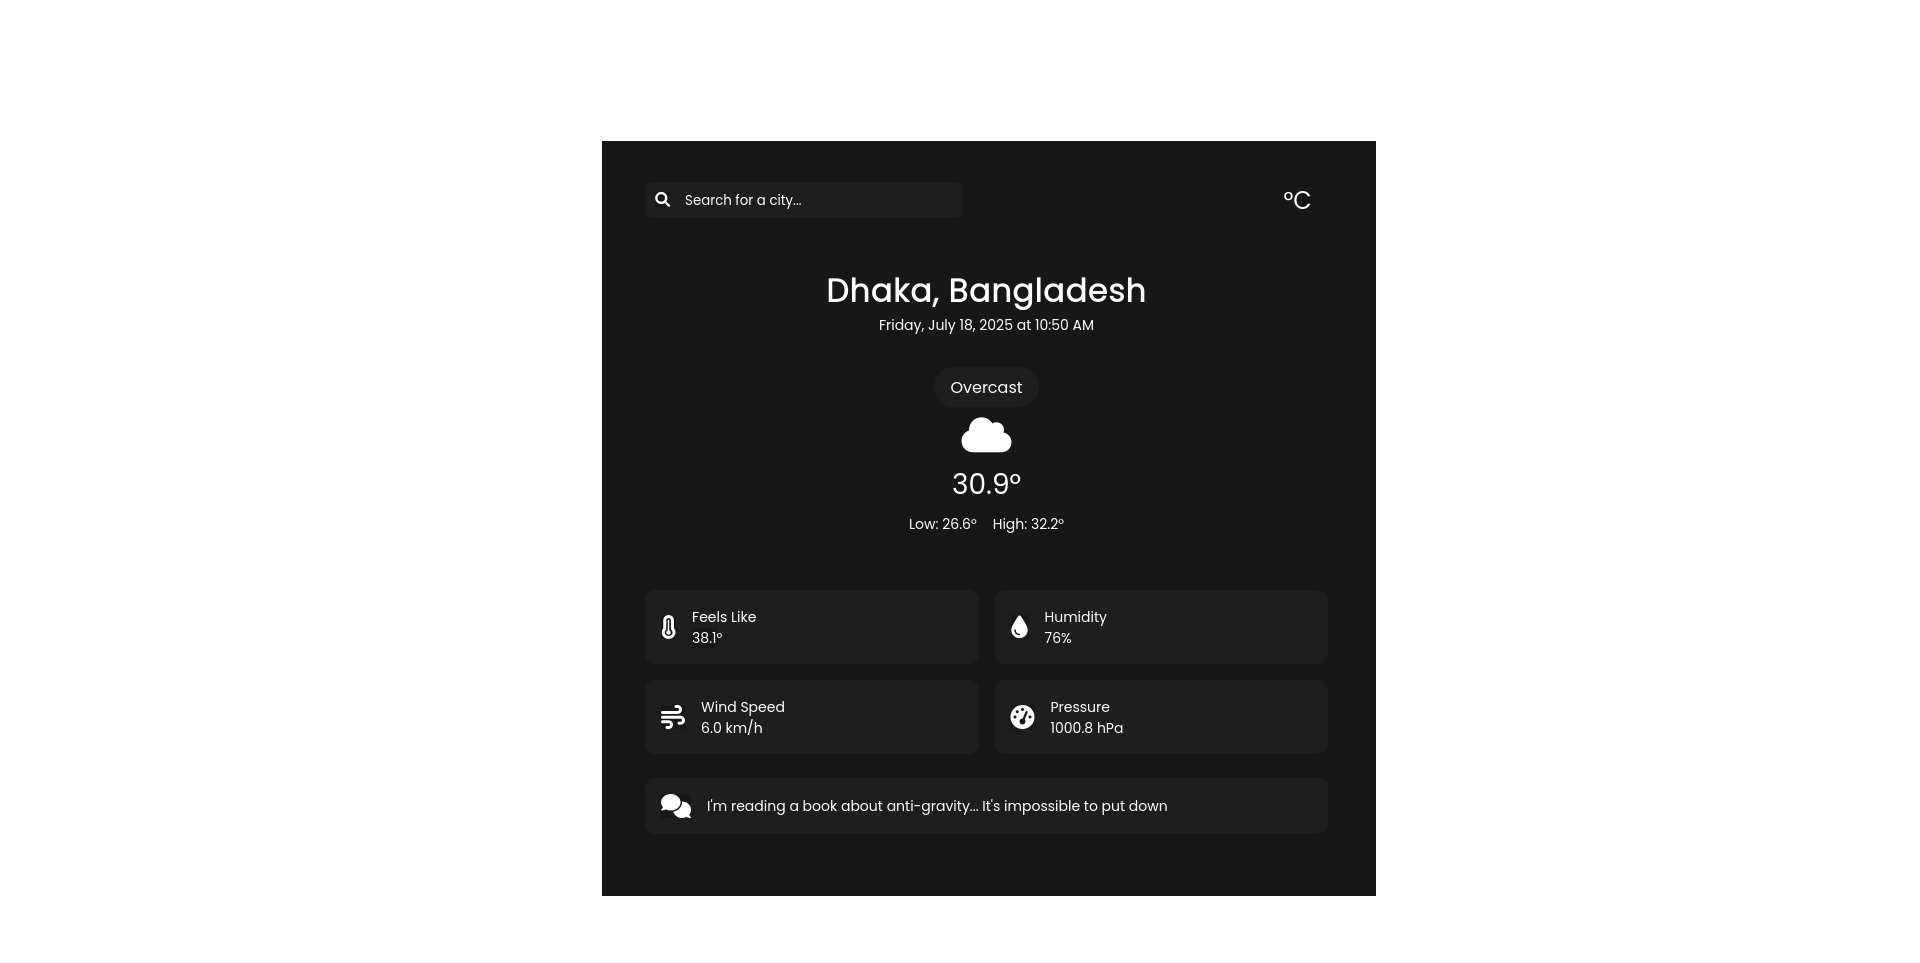 Search for a city...
°C
Dhaka, Bangladesh
Friday, July 18, 2025 at 10:50 AM
Overcast
30.9°
Low: 26.6° High: 32.2°
Feels Like
38.1°
Humidity
76%
Wind Speed
6.0 km/h
Pressure
1000.8 hPa
I'm reading a book about anti-gravity... It's impossible to put down